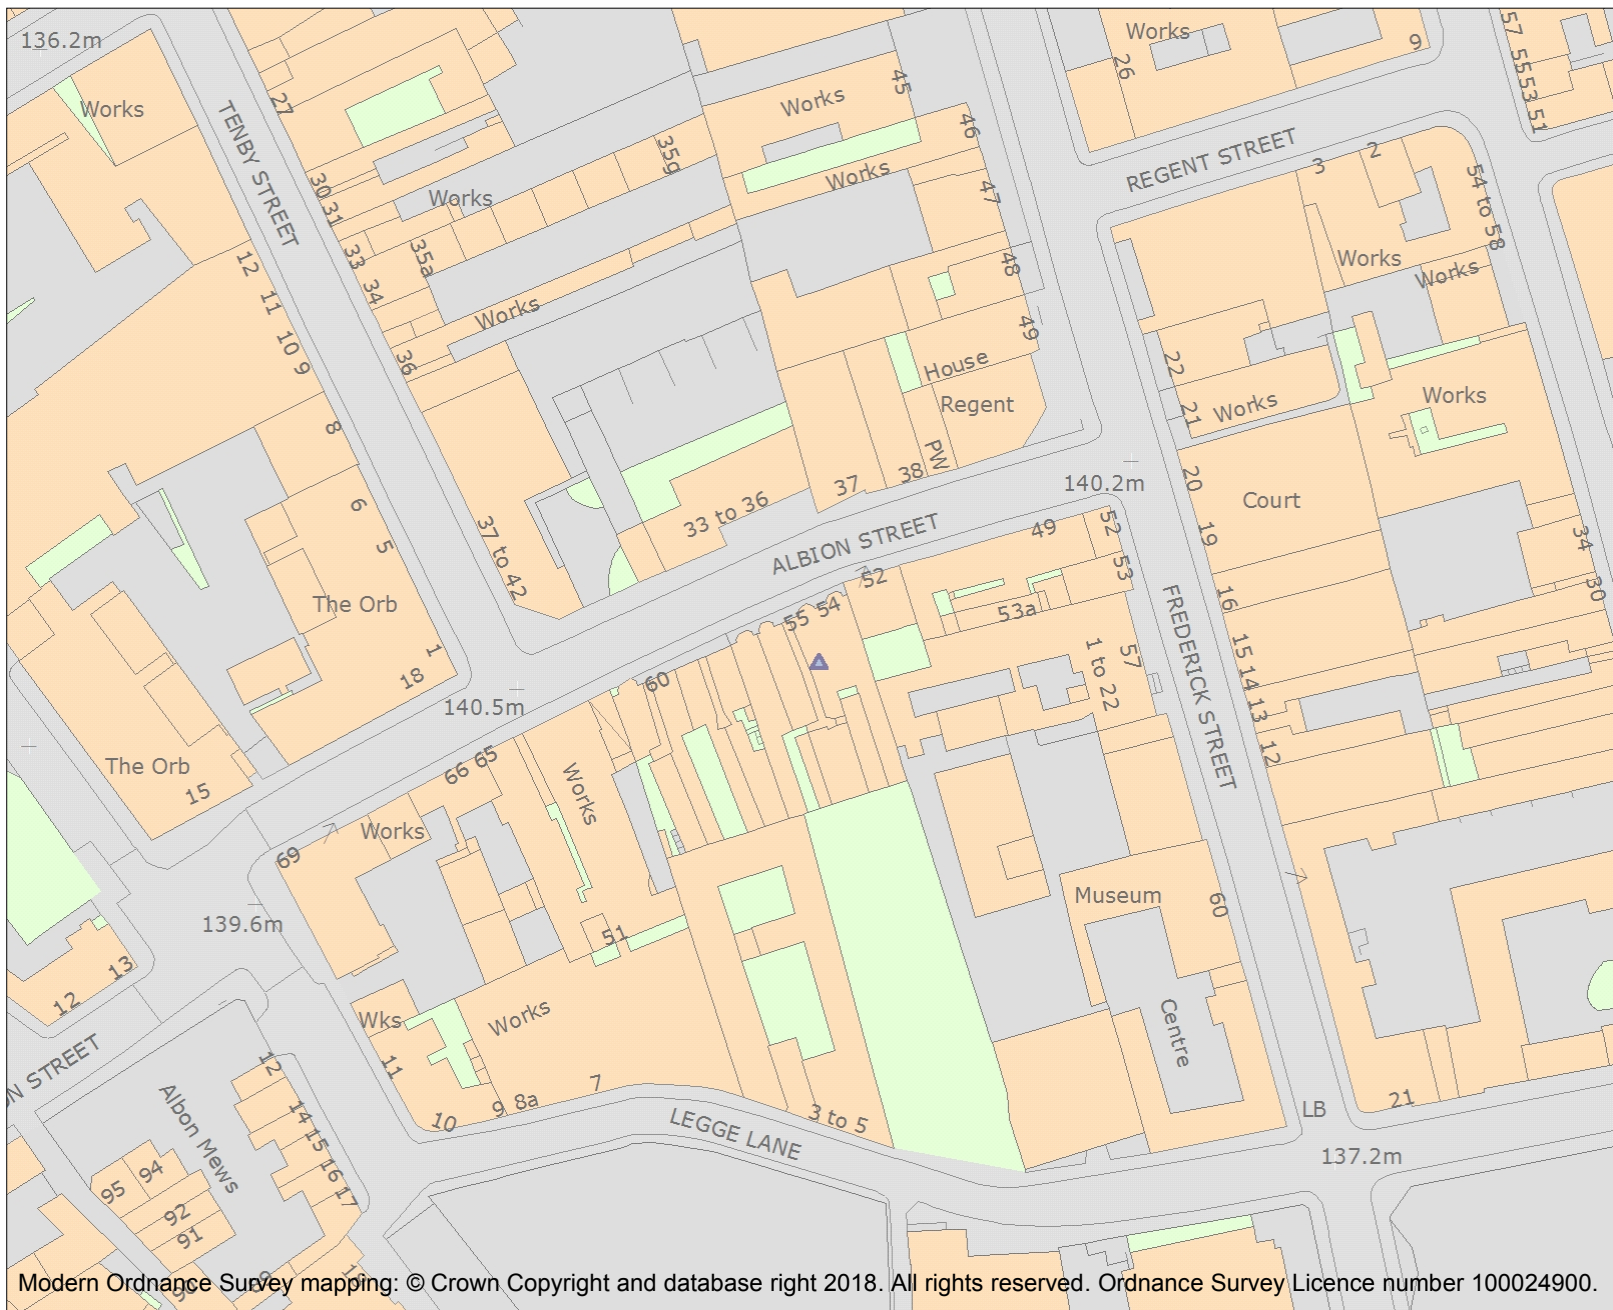 136.2m
Works
TENBY STREET
27
30
31
33
34
36
35a
35g
Works
Works
Works
Works
45
46
47
48
49
House
Regent
PW
37
38
33 to 36
37 to 42
ALBION STREET
Works
26
9
57
55
53
51
REGENT STREET
3
2
54 to 58
Works
Works
22
21
Works
Works
20
Court
19
16
15
14
13
12
34
30
140.2m
FREDERICK STREET
12
11
10
9
8
6
5
1
18
The Orb
The Orb
15
140.5m
49
52
53
52
53a
55
54
57
1 to 22
60
66
65
Works
Works
69
139.6m
51
Works
Wks
11
10
9
8a
7
3 to 5
LEGGE LANE
Museum
60
Centre
LB
21
137.2m
13
12
ON STREET
Albon Mews
12
14
15
16
17
95
94
92
91
90
89
18
Modern Ordnance Survey mapping: © Crown Copyright and database right 2018. All rights reserved. Ordnance Survey Licence number 100024900.